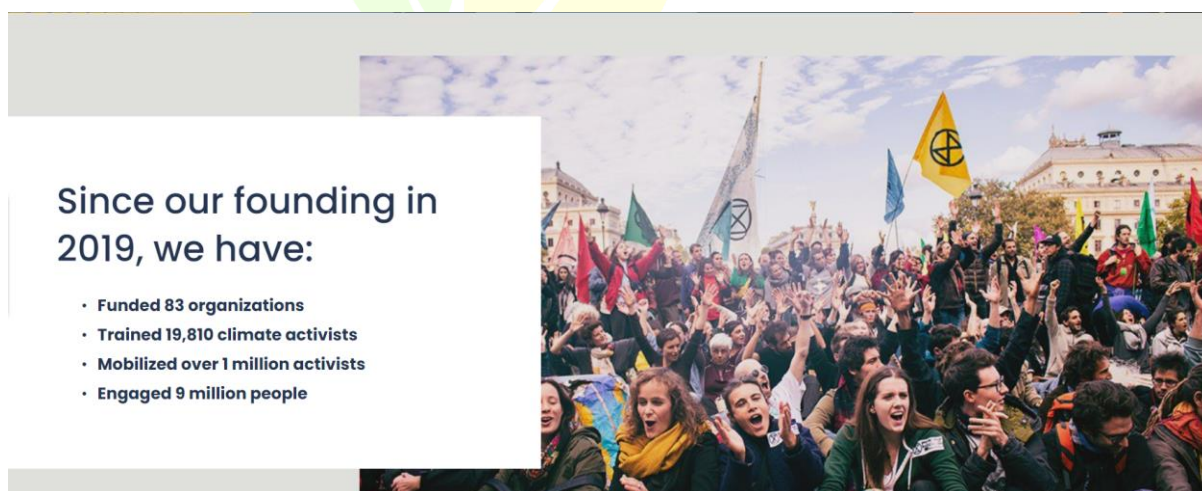 Since our founding in
2019, we have:
• Funded 83 organizations
• Trained 19,810 climate activists
• Mobilized over 1 million activists
• Engaged 9 million people